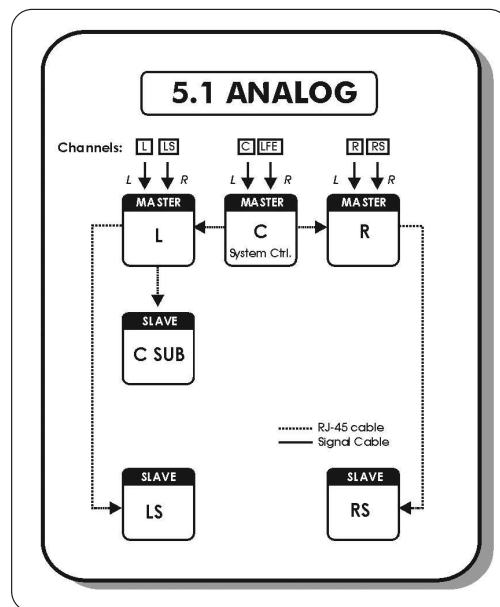 5.1 ANALOG
Channels: L LS C LFE R RS
L R L R L R
MASTER MASTER MASTER
L C R
System Ctrl.
SLAVE
C SUB
RJ-45 cable
Signal Cable
SLAVE SLAVE
LS RS